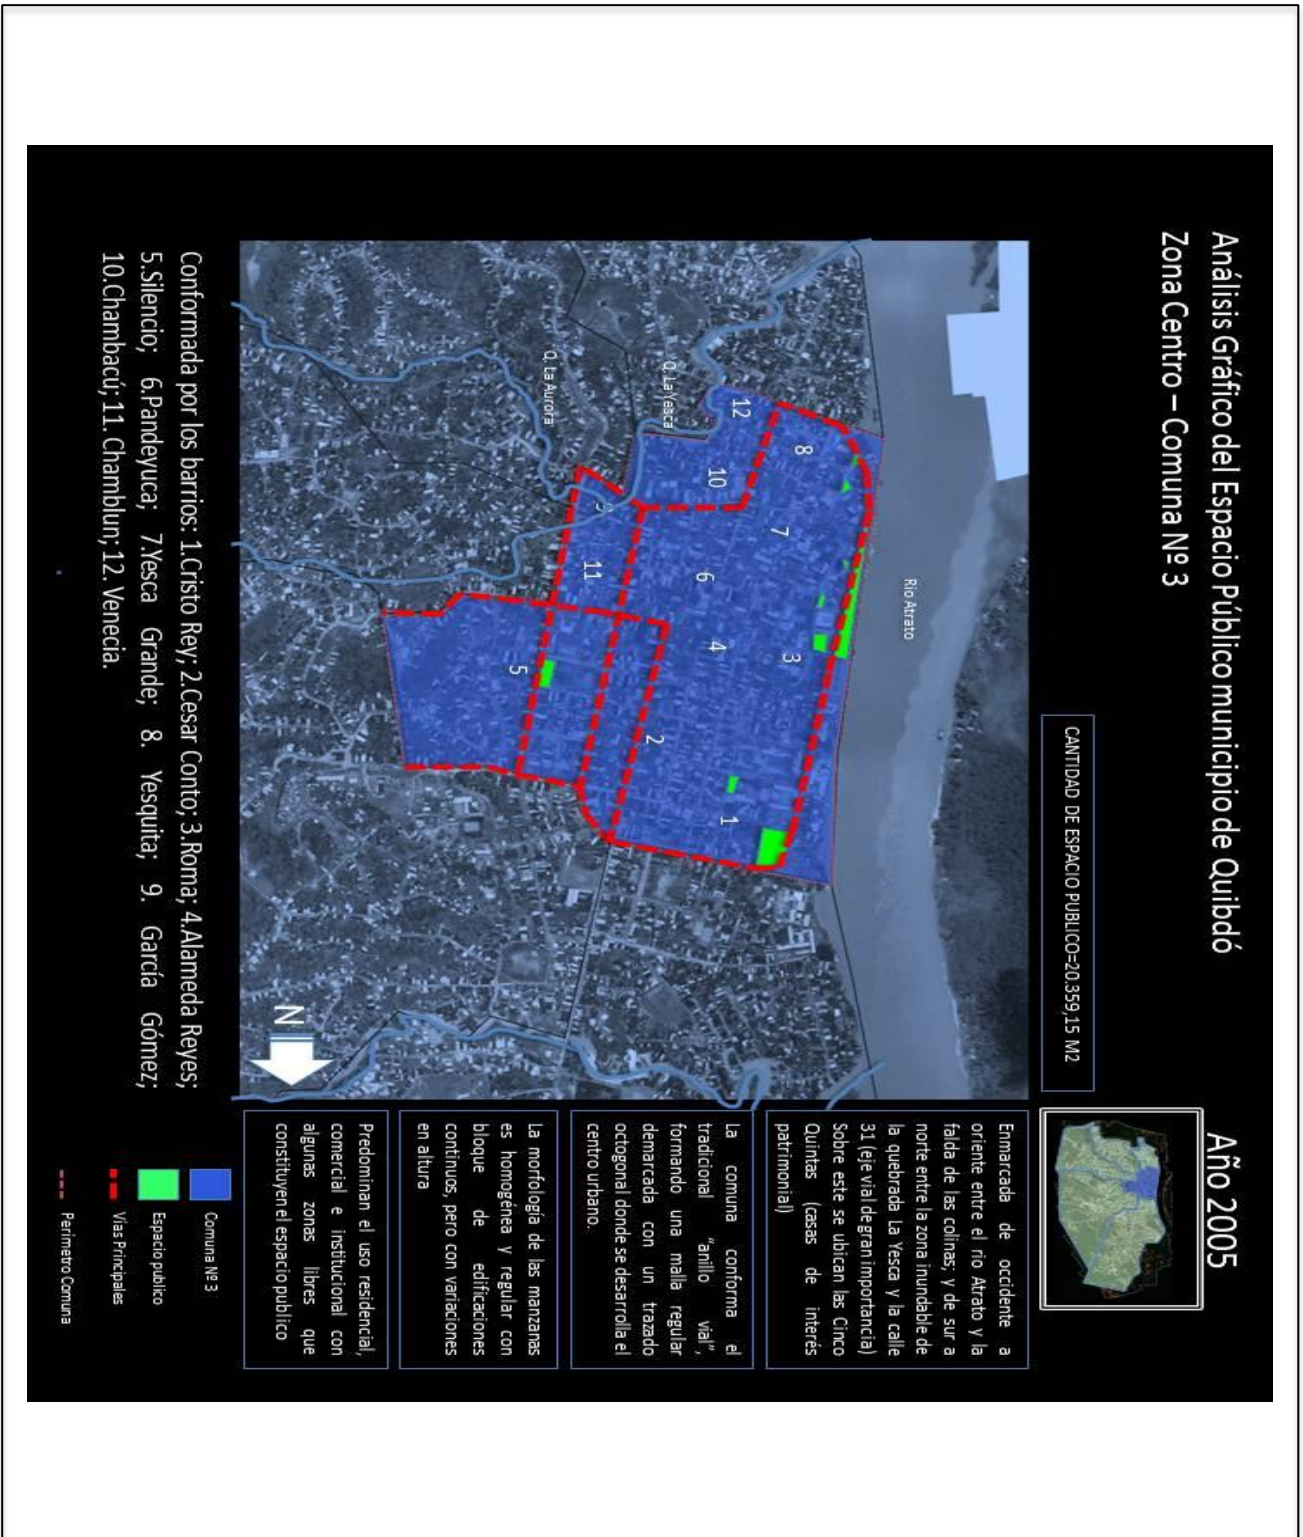 Análisis Gráfico del Espacio Público municipio de Quibdó
Zona Centro – Comuna Nº 3
Año 2005
CANTIDAD DE ESPACIO PUBLICO=20.359,15 M2
Rio Atrato
Q. La Yesca
Q. La Aurora
12
8
10
7
9
11
6
4
3
5
2
1
N
Enmarcada de occidente a
oriente entre el rio Atrato y la
falda de las colinas; y de sur a
norte entre la zona inundable de
la quebrada La Yesca y la calle
31 (eje vial de gran importancia)
Sobre este se ubican las Cinco
Quintas (casas de interés
patrimonial)
La comuna conforma el
tradicional "anillo vial",
formando una malla regular
demarcada con un trazado
octogonal donde se desarrolla el
centro urbano.
La morfología de las manzanas
es homogénea y regular con
bloque de edificaciones
continuos, pero con variaciones
en altura
Predominan el uso residencial,
comercial e institucional con
algunas zonas libres que
constituyen el espacio publico
Conformada por los barrios: 1.Cristo Rey; 2.Cesar Conto; 3.Roma; 4.Alameda Reyes;
5.Silencio; 6.Pandeyuca; 7.Yesca Grande; 8. Yesquita; 9. García Gómez;
10.Chambacú; 11. Chamblun; 12. Venecia.
Comuna Nº 3
Espacio publico
Vías Principales
Perimetro Comuna